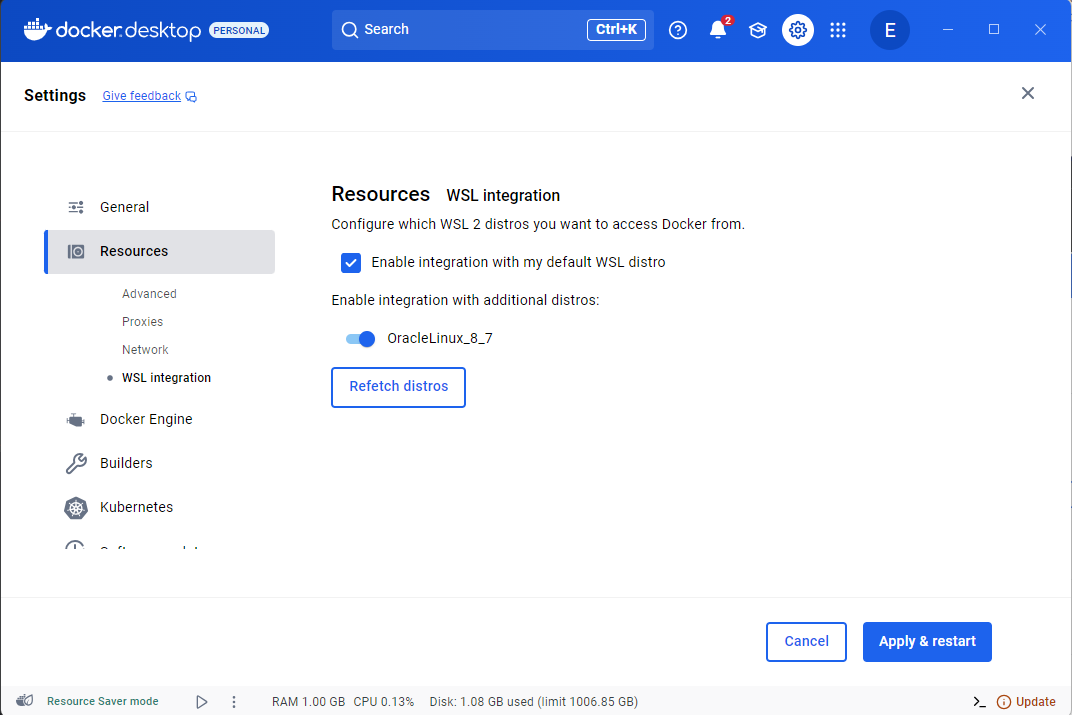 docker.desktop PERSONAL Search Ctrl+K 2 E
Settings Give feedback
Resources WSL integration
Configure which WSL 2 distros you want to access Docker from.
Enable integration with my default WSL distro
Enable integration with additional distros:
OracleLinux_8_7
Refetch distros
General
Resources
Advanced
Proxies
Network
WSL integration
Docker Engine
Builders
Kubernetes
Cancel Apply & restart
Resource Saver mode RAM 1.00 GB CPU 0.13% Disk: 1.08 GB used (limit 1006.85 GB) >_ Update